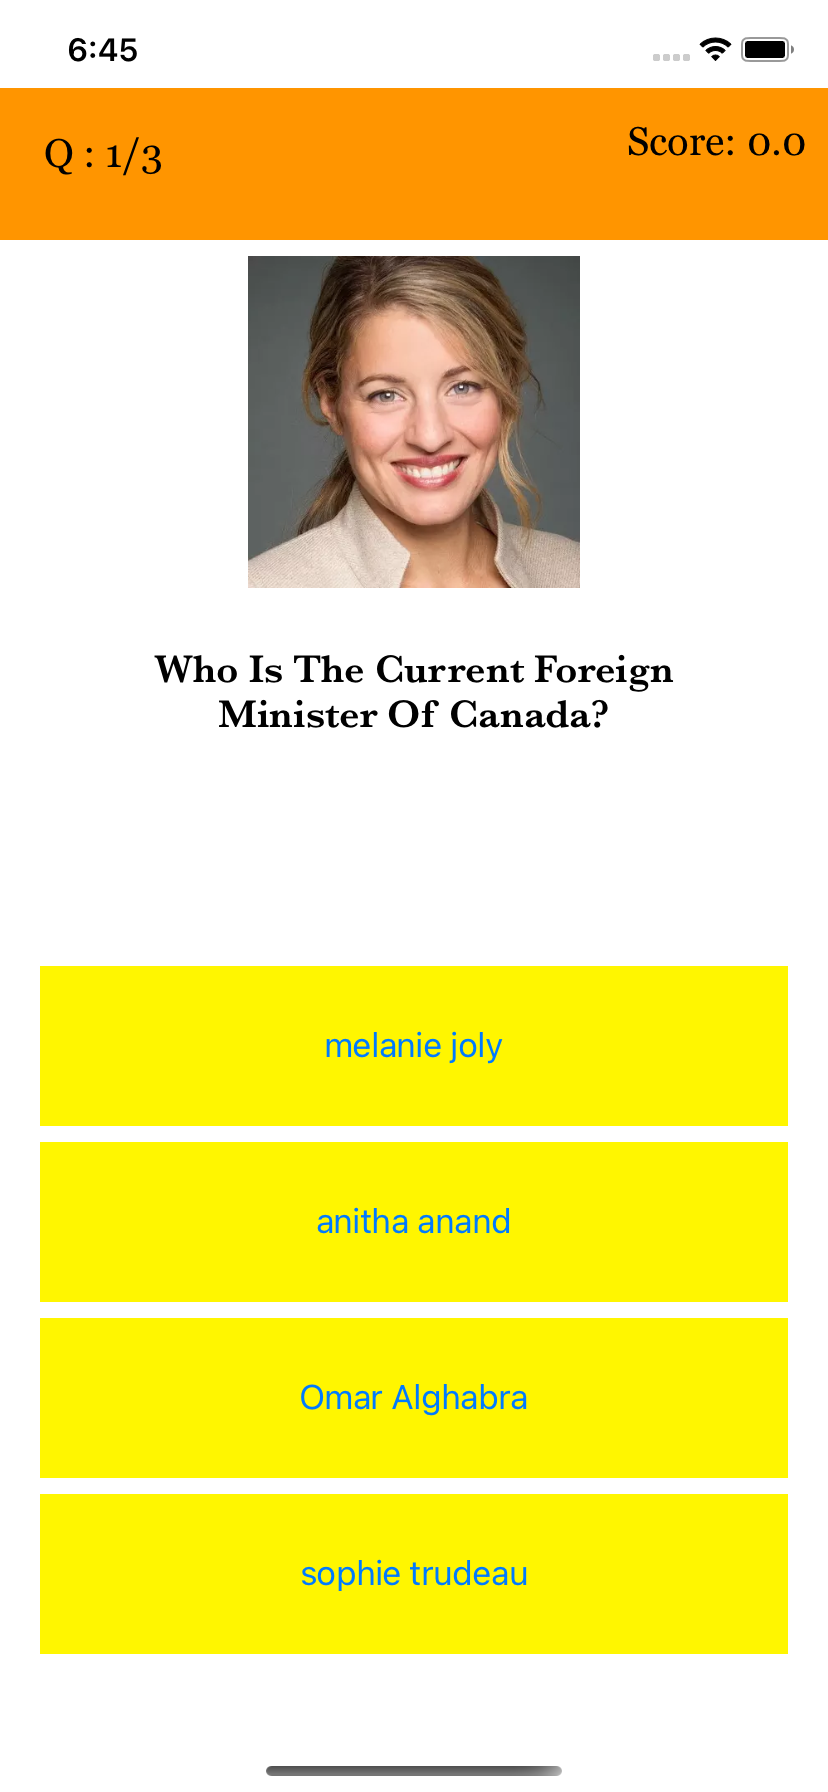 6:45
Q : 1/3
Score: 0.0
Who Is The Current Foreign
Minister Of Canada?
melanie joly
anitha anand
Omar Alghabra
sophie trudeau